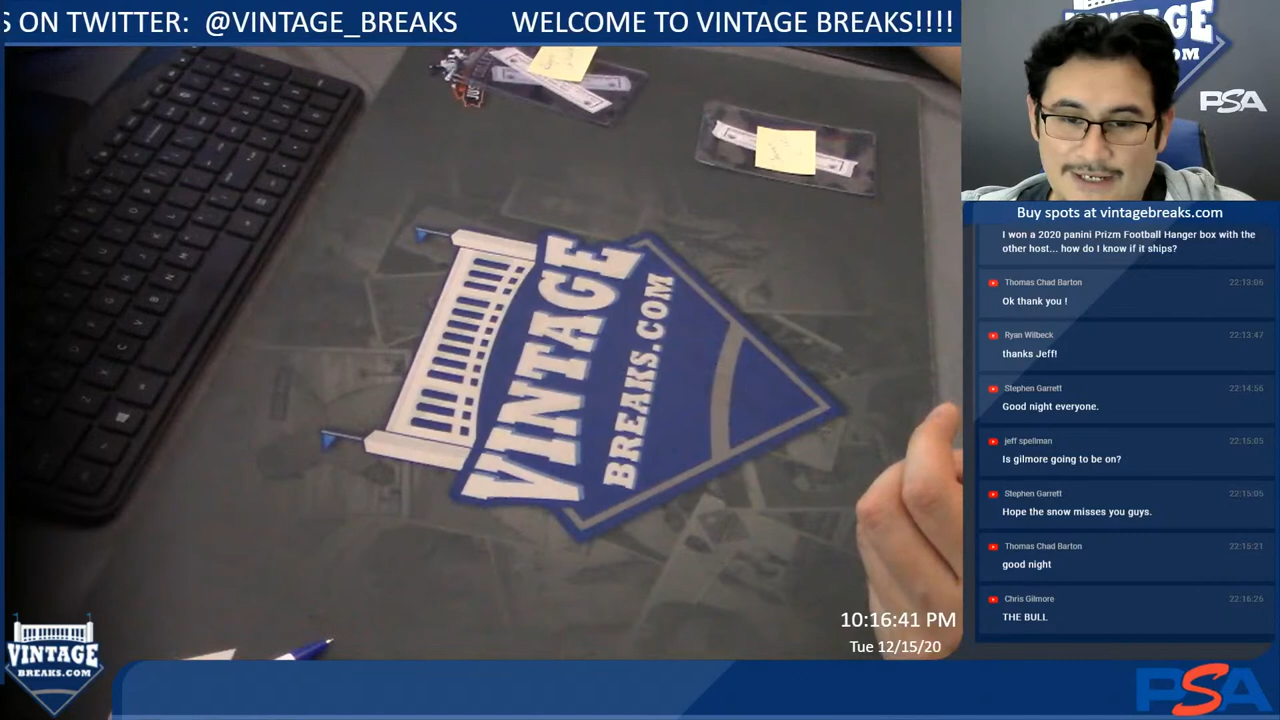 S ON TWITTER: @VINTAGE_BREAKS WELCOME TO VINTAGE BREAKS!!!!
VINTAGE
OM
PSA
Buy spots at vintagebreaks.com
I won a 2020 panini Prizm Football Hanger box with the
other host... how do I know if it ships?
Thomas Chad Barton 22:13:06
Ok thank you !
Ryan Wilbeck 22:13:47
thanks Jeff!
Stephen Garrett 22:14:56
Good night everyone.
jeff spellman 22:15:05
Is gilmore going to be on?
Stephen Garrett 22:15:05
Hope the snow misses you guys.
Thomas Chad Barton 22:15:21
good night
Chris Gilmore 22:16:26
THE BULL
VINTAGE
BREAKS.COM
10:16:41 PM
Tue 12/15/20
VINTAGE
BREAKS.COM
PSA